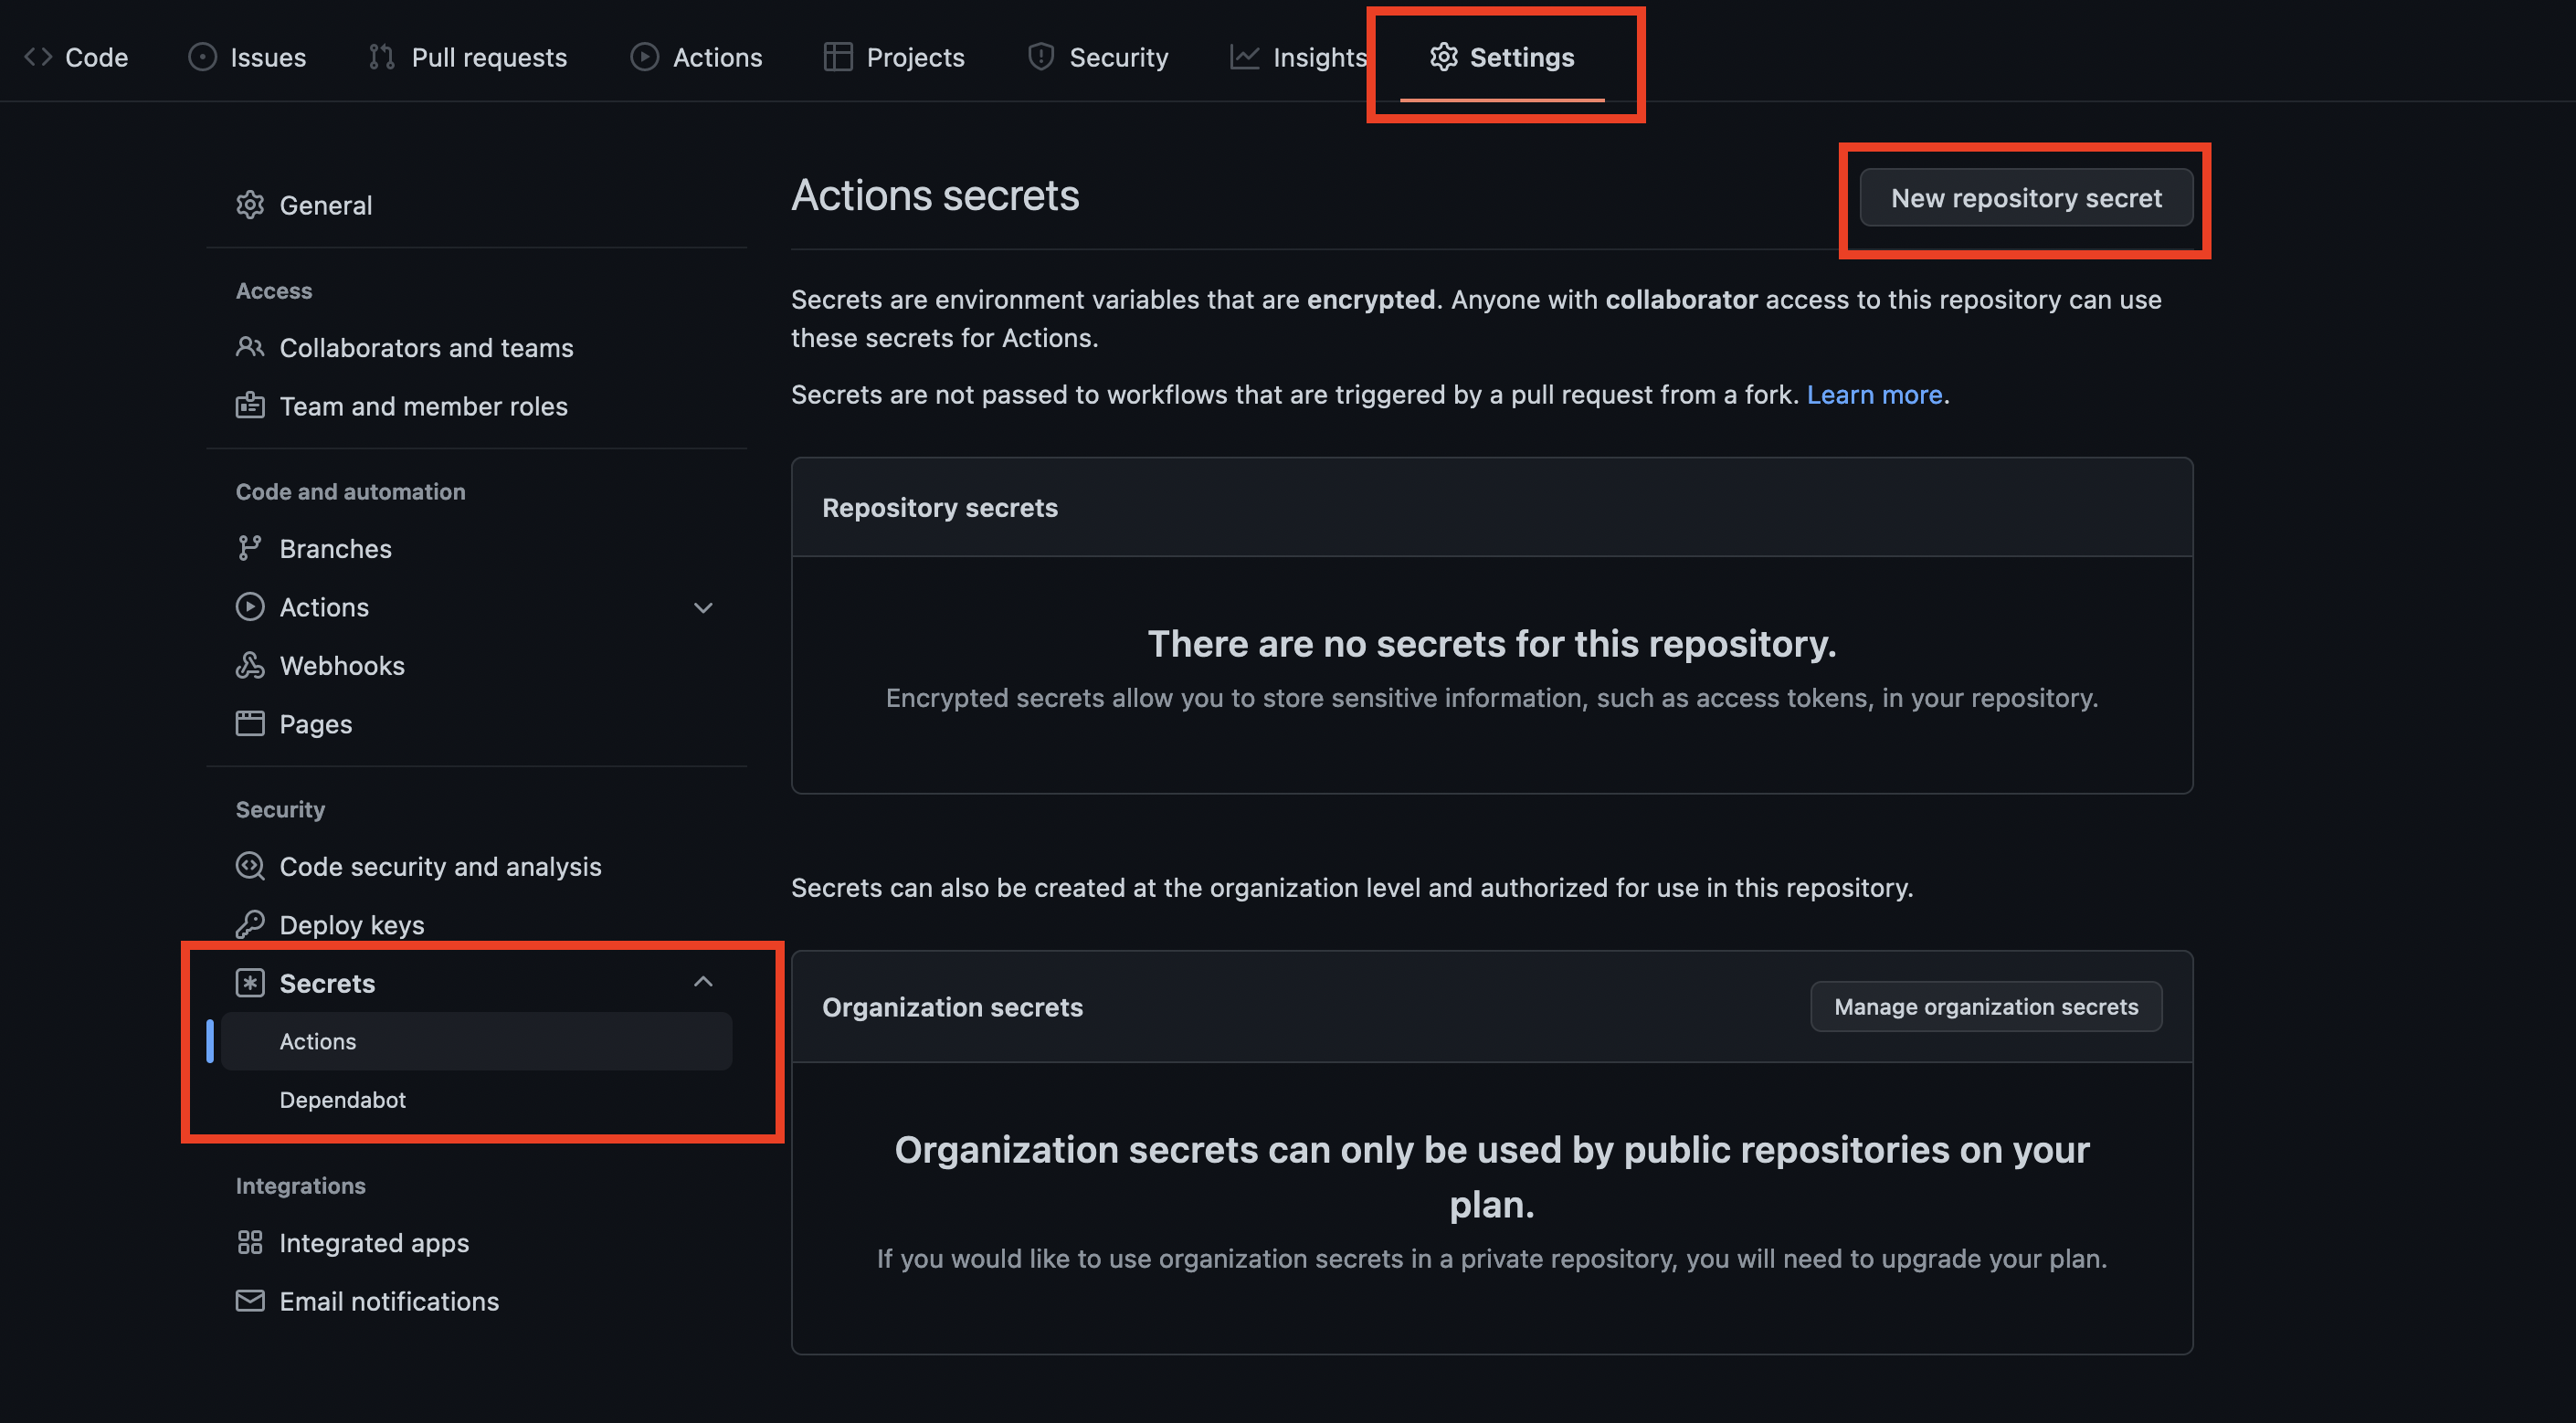 Code Issues Pull requests Actions Projects Security Insights Settings
General
Access
Collaborators and teams
Team and member roles
Code and automation
Branches
Actions
Webhooks
Pages
Security
Code security and analysis
Deploy keys
Secrets
Actions
Dependabot
Integrations
Integrated apps
Email notifications
Actions secrets
New repository secret
Secrets are environment variables that are encrypted. Anyone with collaborator access to this repository can use
these secrets for Actions.
Secrets are not passed to workflows that are triggered by a pull request from a fork. Learn more.
Repository secrets
There are no secrets for this repository.
Encrypted secrets allow you to store sensitive information, such as access tokens, in your repository.
Secrets can also be created at the organization level and authorized for use in this repository.
Organization secrets
Manage organization secrets
Organization secrets can only be used by public repositories on your
plan.
If you would like to use organization secrets in a private repository, you will need to upgrade your plan.